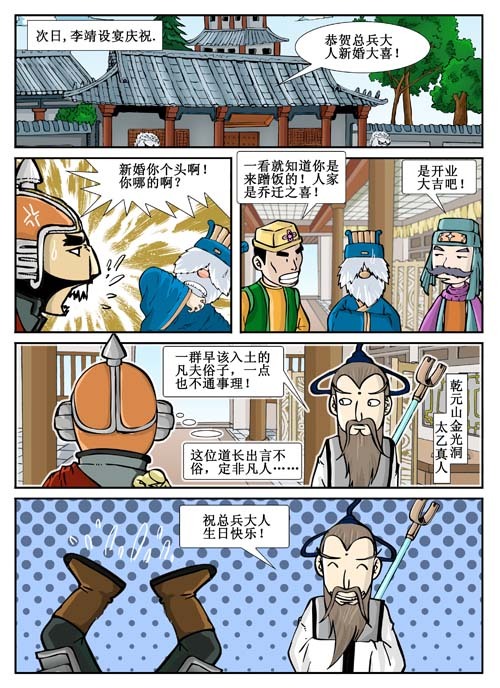 次日,李靖设宴庆祝.
恭贺总兵大
人新婚大喜！
新婚你个头啊！
你哪的啊？
一看就知道你是
来蹭饭的！人家
是乔迁之喜！
是开业
大吉吧！
一群早该入土的
凡夫俗子，一点
也不通事理！
这位道长出言不
俗，定非凡人……
乾元山金光洞
太乙真人
祝总兵大人
生日快乐！